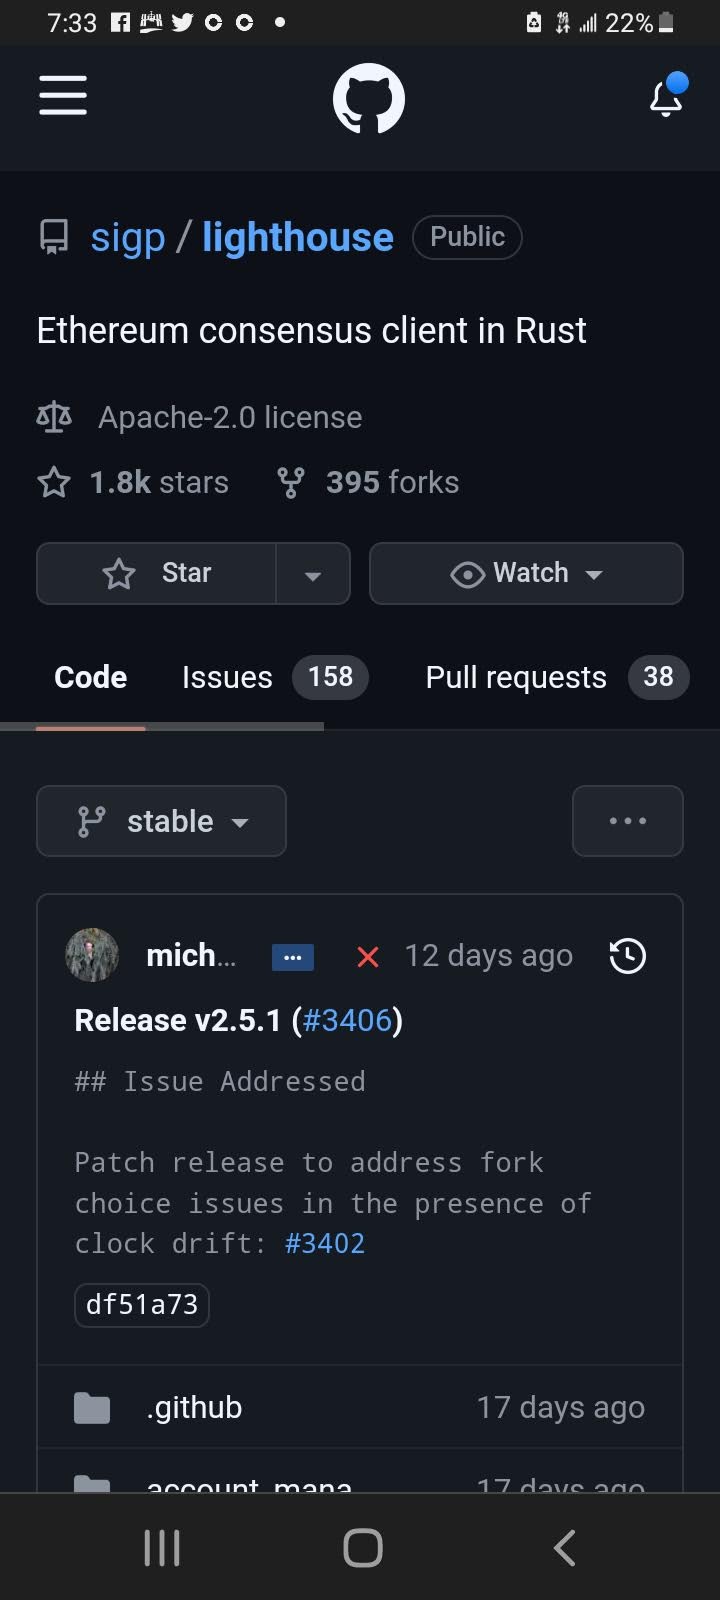 7:33 22%
sigp / lighthouse Public
Ethereum consensus client in Rust
Apache-2.0 license
1.8k stars 395 forks
Star Watch
Code Issues 158 Pull requests 38
stable
mich... 12 days ago
Release v2.5.1 (#3406)
## Issue Addressed
Patch release to address fork
choice issues in the presence of
clock drift: #3402
df51a73
.github 17 days ago
account_mana 17 days ago